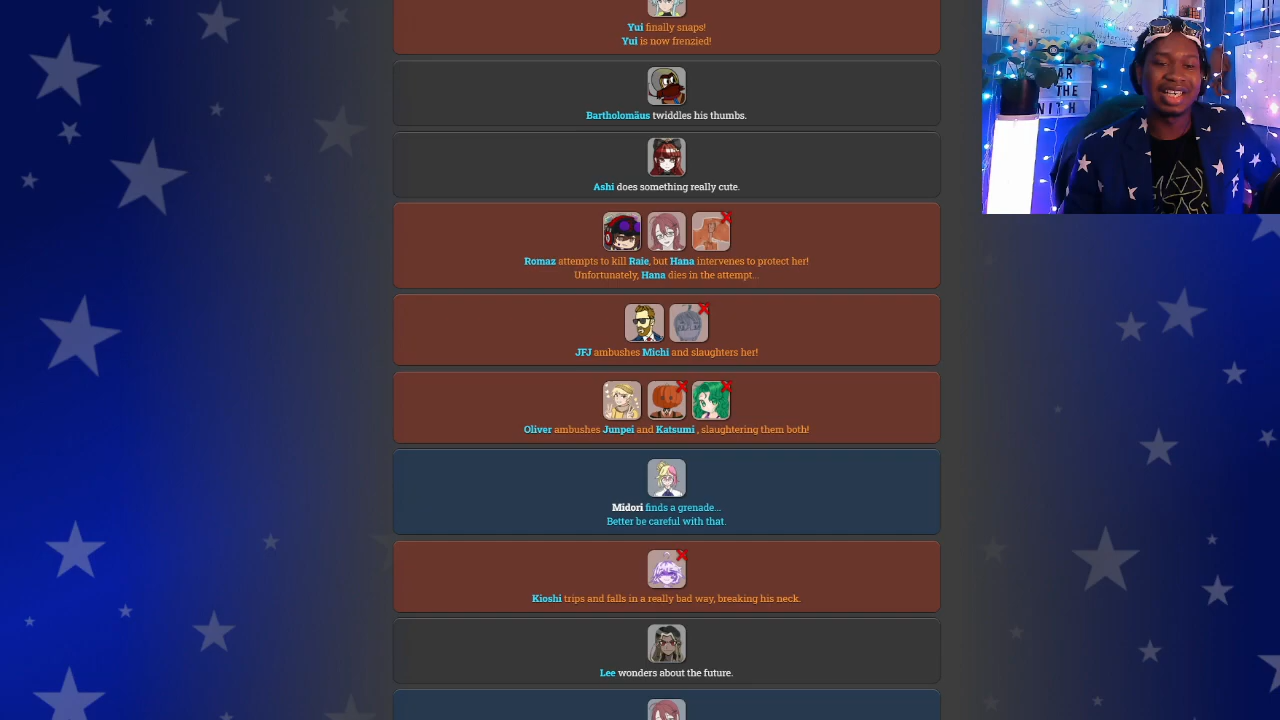 Yui finally snaps!
Yui is now frenzied!
Bartholomäus twiddles his thumbs.
Ashi does something really cute.
Romaz attempts to kill Raie, but Hana intervenes to protect her!
Unfortunately, Hana dies in the attempt...
JFJ ambushes Michi and slaughters her!
Oliver ambushes Junpei and Katsumi , slaughtering them both!
Midori finds a grenade...
Better be careful with that.
Kioshi trips and falls in a really bad way, breaking his neck.
Lee wonders about the future.
THE